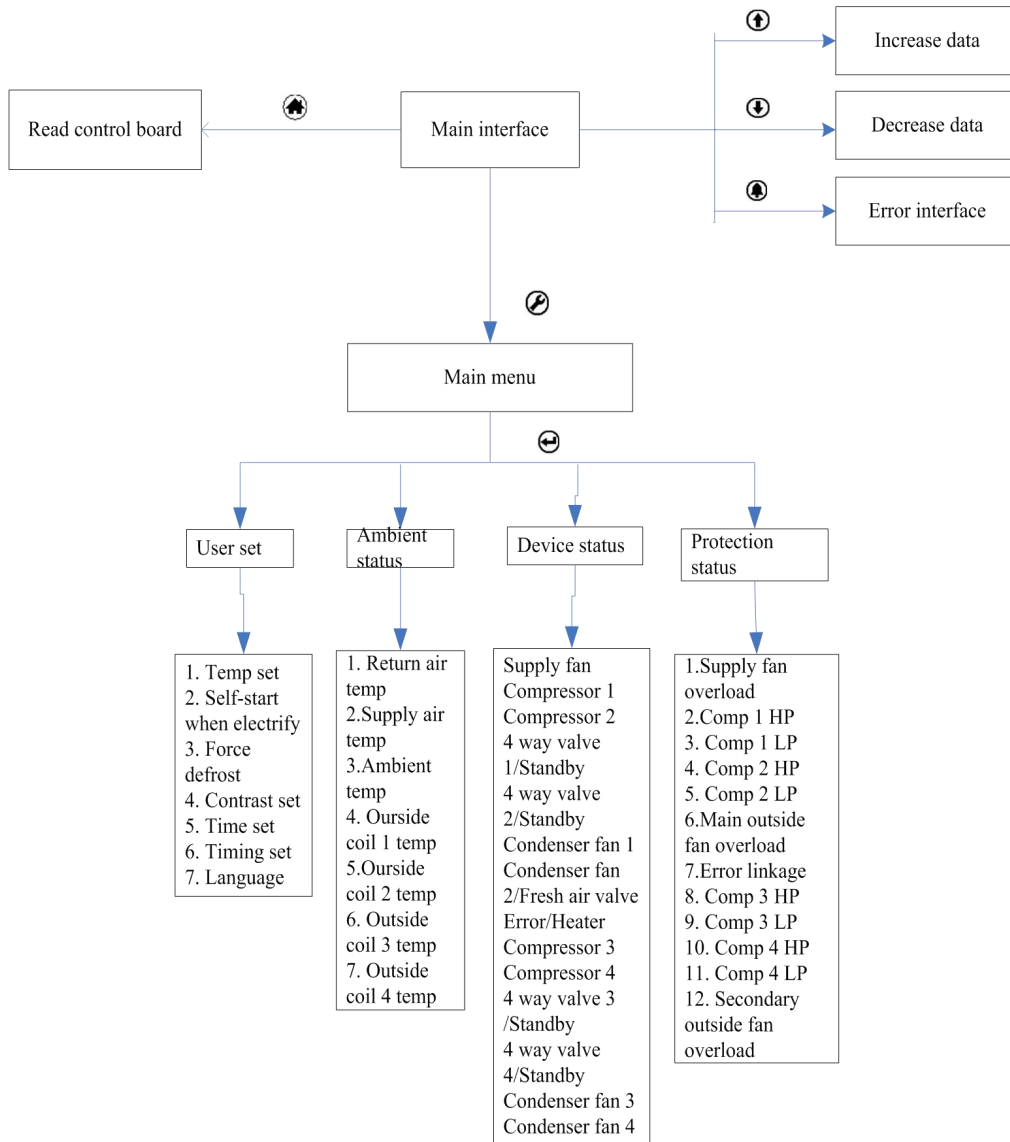 Increase data
Read control board
Main interface
Decrease data
Error interface
Main menu
User set
Ambient
status
Device status
Protection
status
1. Temp set
2. Self-start
when electrify
3. Force
defrost
4. Contrast set
5. Time set
6. Timing set
7. Language
1. Return air
temp
2.Supply air
temp
3.Ambient
temp
4. Ourside
coil 1 temp
5.Ourside
coil 2 temp
6. Outside
coil 3 temp
7. Outside
coil 4 temp
Supply fan
Compressor 1
Compressor 2
4 way valve
1/Standby
4 way valve
2/Standby
Condenser fan 1
Condenser fan
2/Fresh air valve
Error/Heater
Compressor 3
Compressor 4
4 way valve 3
/Standby
4 way valve
4/Standby
Condenser fan 3
Condenser fan 4
1.Supply fan
overload
2.Comp 1 HP
3. Comp 1 LP
4. Comp 2 HP
5. Comp 2 LP
6.Main outside
fan overload
7.Error linkage
8. Comp 3 HP
9. Comp 3 LP
10. Comp 4 HP
11. Comp 4 LP
12. Secondary
outside fan
overload